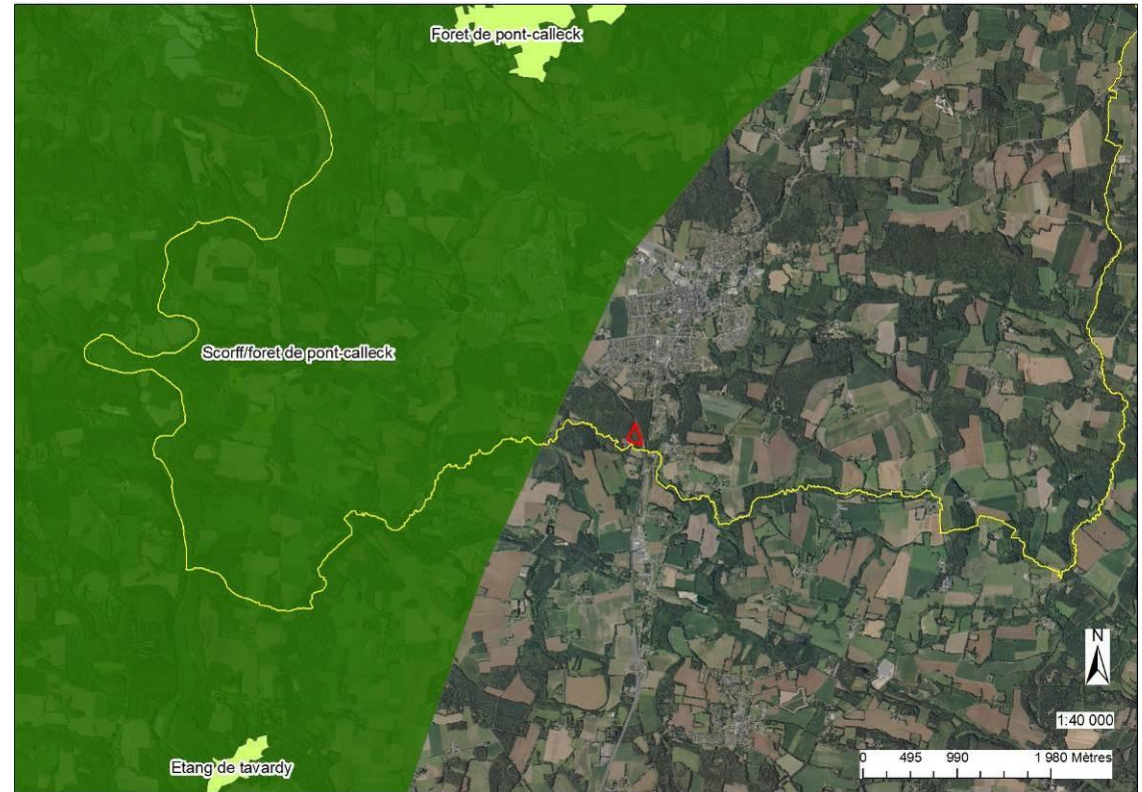 Foret de pont-calleck
Scorff/foret de pont-calleck
Etang de tavardy
N
1:40 000
0 495 990 1 980 Mètres